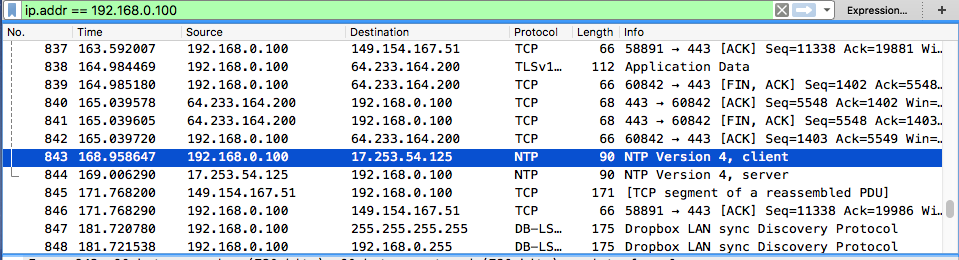 ip.addr == 192.168.0.100 Expression... +
No. Time Source Destination Protocol Length Info
837 163.592007 192.168.0.100 149.154.167.51 TCP 66 58891 → 443 [ACK] Seq=11338 Ack=19881 Wi…
838 164.984469 192.168.0.100 64.233.164.200 TLSv1… 112 Application Data
839 164.985180 192.168.0.100 64.233.164.200 TCP 66 60842 → 443 [FIN, ACK] Seq=1402 Ack=5548…
840 165.039578 64.233.164.200 192.168.0.100 TCP 68 443 → 60842 [ACK] Seq=5548 Ack=1402 Win=…
841 165.039605 64.233.164.200 192.168.0.100 TCP 68 443 → 60842 [FIN, ACK] Seq=5548 Ack=1403…
842 165.039720 192.168.0.100 64.233.164.200 TCP 66 60842 → 443 [ACK] Seq=1403 Ack=5549 Win=…
843 168.958647 192.168.0.100 17.253.54.125 NTP 90 NTP Version 4, client
844 169.006290 17.253.54.125 192.168.0.100 NTP 90 NTP Version 4, server
845 171.768200 149.154.167.51 192.168.0.100 TCP 171 [TCP segment of a reassembled PDU]
846 171.768290 192.168.0.100 149.154.167.51 TCP 66 58891 → 443 [ACK] Seq=11338 Ack=19986 Wi…
847 181.720780 192.168.0.100 255.255.255.255 DB-LS… 175 Dropbox LAN sync Discovery Protocol
848 181.721538 192.168.0.100 192.168.0.255 DB-LS… 175 Dropbox LAN sync Discovery Protocol